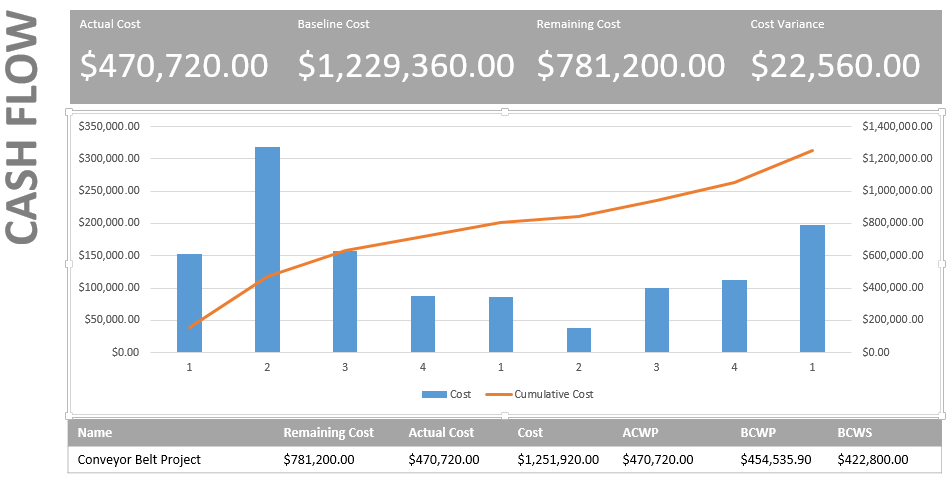 CASH FLOW
Actual Cost Baseline Cost Remaining Cost Cost Variance
$470,720.00 $1,229,360.00 $781,200.00 $22,560.00
$350,000.00 $1,400,000.00
$300,000.00 $1,200,000.00
$250,000.00 $1,000,000.00
$200,000.00 $800,000.00
$150,000.00 $600,000.00
$100,000.00 $400,000.00
$50,000.00 $200,000.00
$0.00 $0.00
1 2 3 4 1 2 3 4 1
Cost Cumulative Cost
Name Remaining Cost Actual Cost Cost ACWP BCWP BCWS
Conveyor Belt Project $781,200.00 $470,720.00 $1,251,920.00 $470,720.00 $454,535.90 $422,800.00